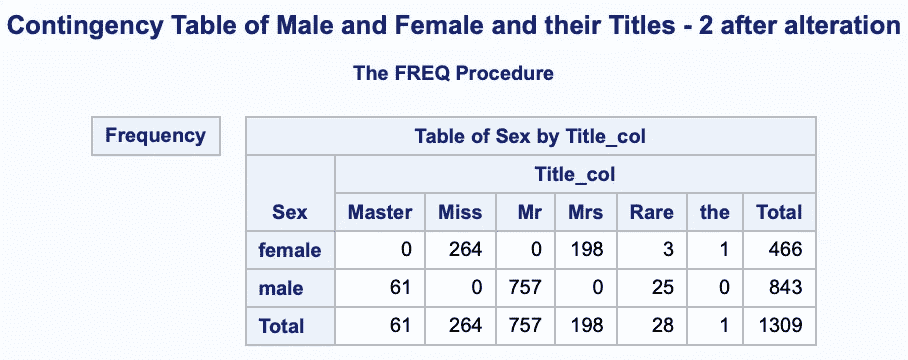 Contingency Table of Male and Female and their Titles - 2 after alteration
The FREQ Procedure
Frequency
Table of Sex by Title_col
Title_col
Sex Master Miss Mr Mrs Rare the Total
female 0 264 0 198 3 1 466
male 61 0 757 0 25 0 843
Total 61 264 757 198 28 1 1309